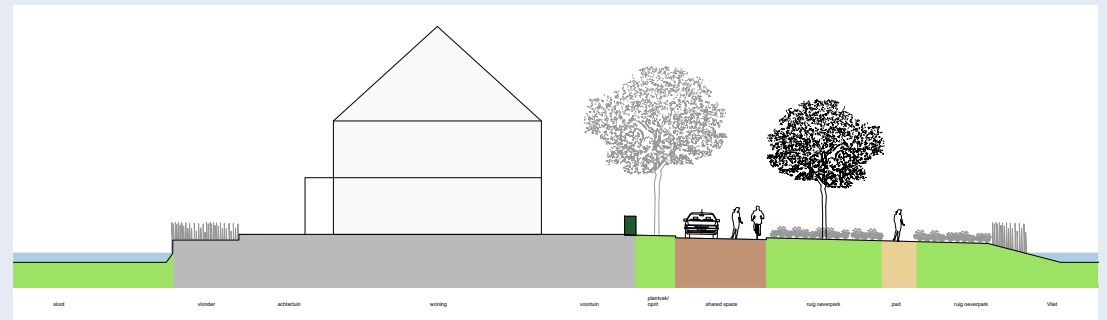 sloot
vlonder
achtertuin
woning
voortuin
plantvak/
oprit
shared space
ruig oeverpark
pad
ruig oeverpark
Vliet